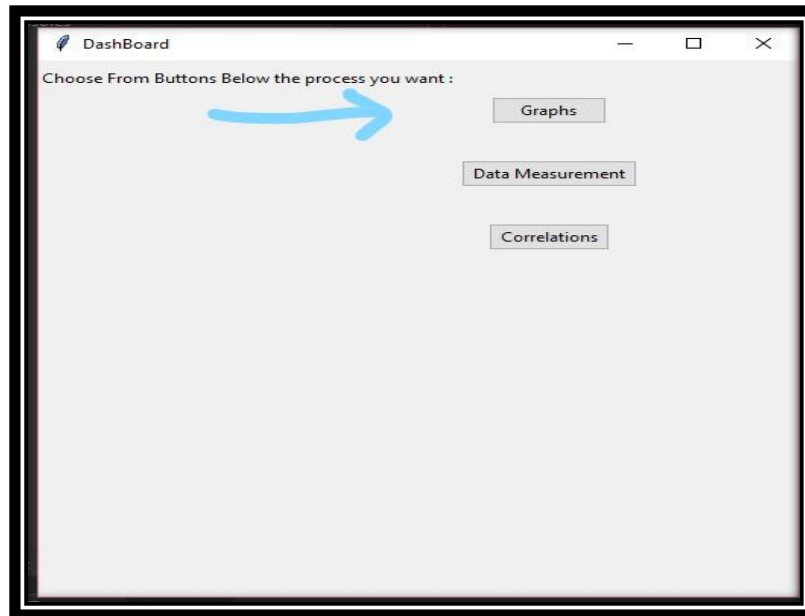 DashBoard
Choose From Buttons Below the process you want :
Graphs
Data Measurement
Correlations